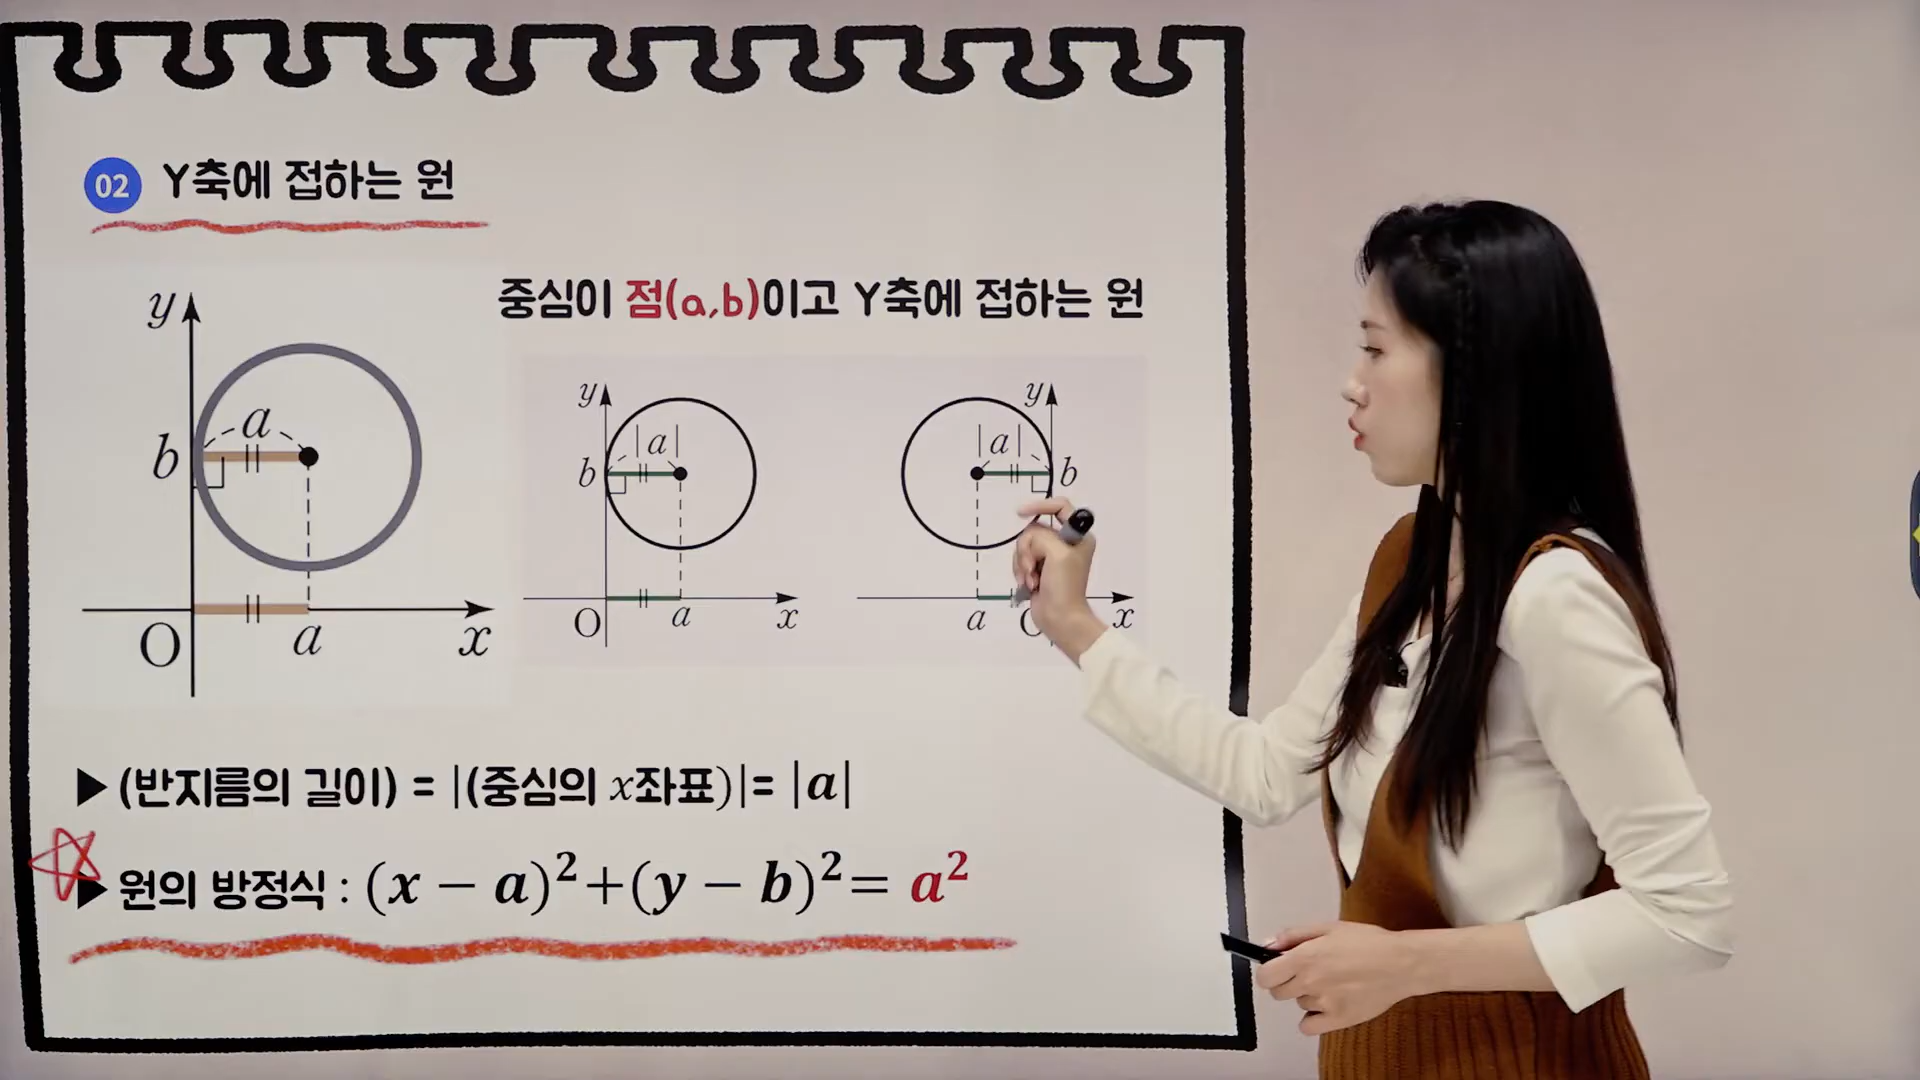 02 Y축에 접하는 원
중심이 점(a,b)이고 Y축에 접하는 원
y
a
b
O
a
x
y
|a|
b
O
a
x
y
|a|
b
a
O
x
▶ (반지름의 길이) = |(중심의 x좌표)|= |a|
▶ 원의 방정식 : (x − a)²+(y − b)²= a²